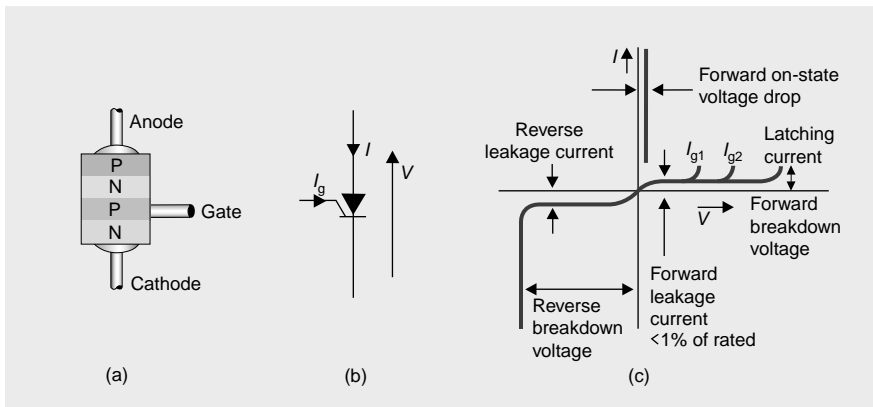 Anode
P
N
P
N
Gate
Cathode
(a)
I
V
Ig
(b)
I
Forward on-state
voltage drop
Reverse
leakage current
Ig1
Ig2
Latching
current
V
Forward
breakdown
voltage
Reverse
breakdown
voltage
Forward
leakage
current
<1% of rated
(c)